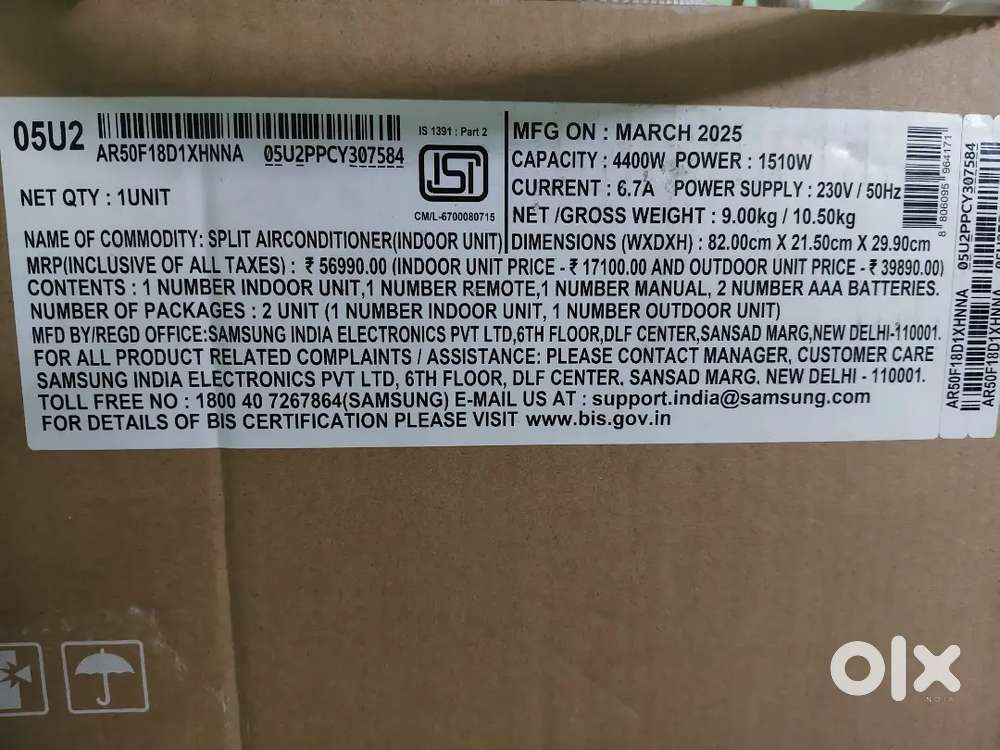 05U2
AR50F18D1XHNNA 05U2PPCY307584
IS 1391 : Part 2
ISI
CM/L-6700080715
NET QTY : 1UNIT
MFG ON : MARCH 2025
CAPACITY : 4400W POWER : 1510W
CURRENT : 6.7A POWER SUPPLY : 230V / 50Hz
NET /GROSS WEIGHT : 9.00kg / 10.50kg
NAME OF COMMODITY: SPLIT AIRCONDITIONER(INDOOR UNIT)
DIMENSIONS (WXDXH) : 82.00cm X 21.50cm X 29.90cm
MRP(INCLUSIVE OF ALL TAXES) : ₹ 56990.00 (INDOOR UNIT PRICE - ₹ 17100.00 AND OUTDOOR UNIT PRICE - ₹ 39890.00)
CONTENTS : 1 NUMBER INDOOR UNIT,1 NUMBER REMOTE,1 NUMBER MANUAL, 2 NUMBER AAA BATTERIES.
NUMBER OF PACKAGES : 2 UNIT (1 NUMBER INDOOR UNIT, 1 NUMBER OUTDOOR UNIT)
MFD BY/REGD OFFICE:SAMSUNG INDIA ELECTRONICS PVT LTD,6TH FLOOR,DLF CENTER,SANSAD MARG,NEW DELHI-110001.
FOR ALL PRODUCT RELATED COMPLAINTS / ASSISTANCE: PLEASE CONTACT MANAGER, CUSTOMER CARE
SAMSUNG INDIA ELECTRONICS PVT LTD, 6TH FLOOR, DLF CENTER. SANSAD MARG. NEW DELHI - 110001.
TOLL FREE NO : 1800 40 7267864(SAMSUNG) E-MAIL US AT : support.india@samsung.com
FOR DETAILS OF BIS CERTIFICATION PLEASE VISIT www.bis.gov.in
8 806095 964171
AR50F18D1XHNNA 05U2PPCY307584
AR50F18D1XHNNA
olx
INDIA